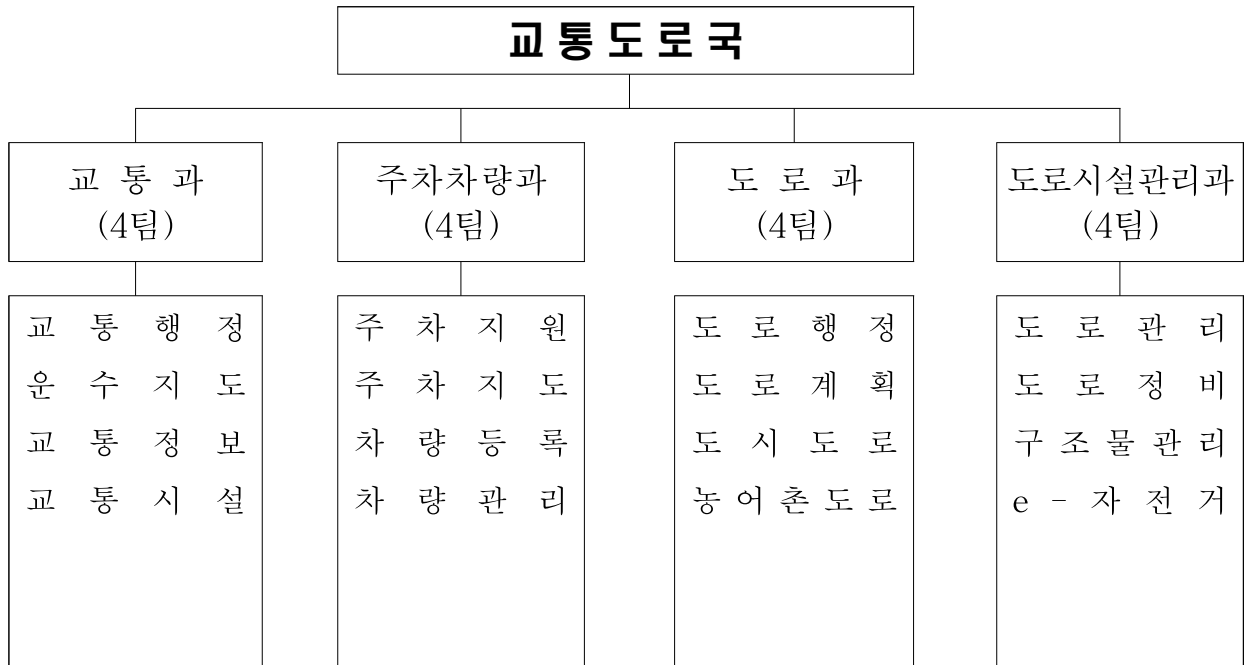 교통도로국
교통과
(4팀)
주차차량과
(4팀)
도로과
(4팀)
도로시설관리과
(4팀)
교통행정
운수지도
교통정보
교통시설
주차지원
주차지도
차량등록
차량관리
도로행정
도로계획
도시도로
농어촌도로
도로관리
도로정비
구조물관리
e-자전거